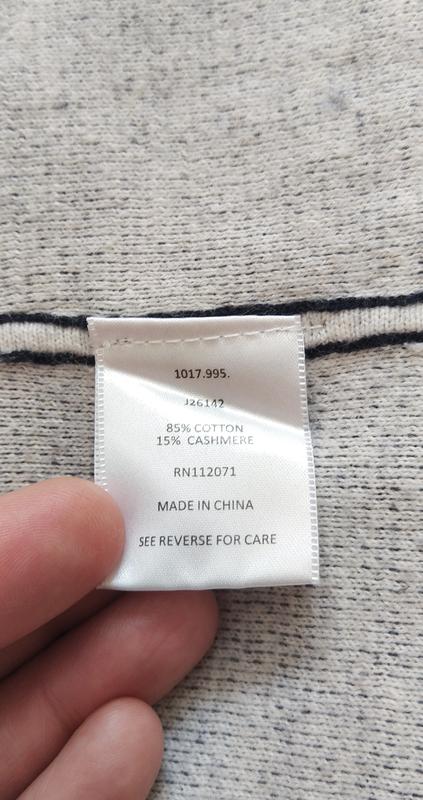 1017.995.
J26142
85% COTTON
15% CASHMERE
RN112071
MADE IN CHINA
SEE REVERSE FOR CARE